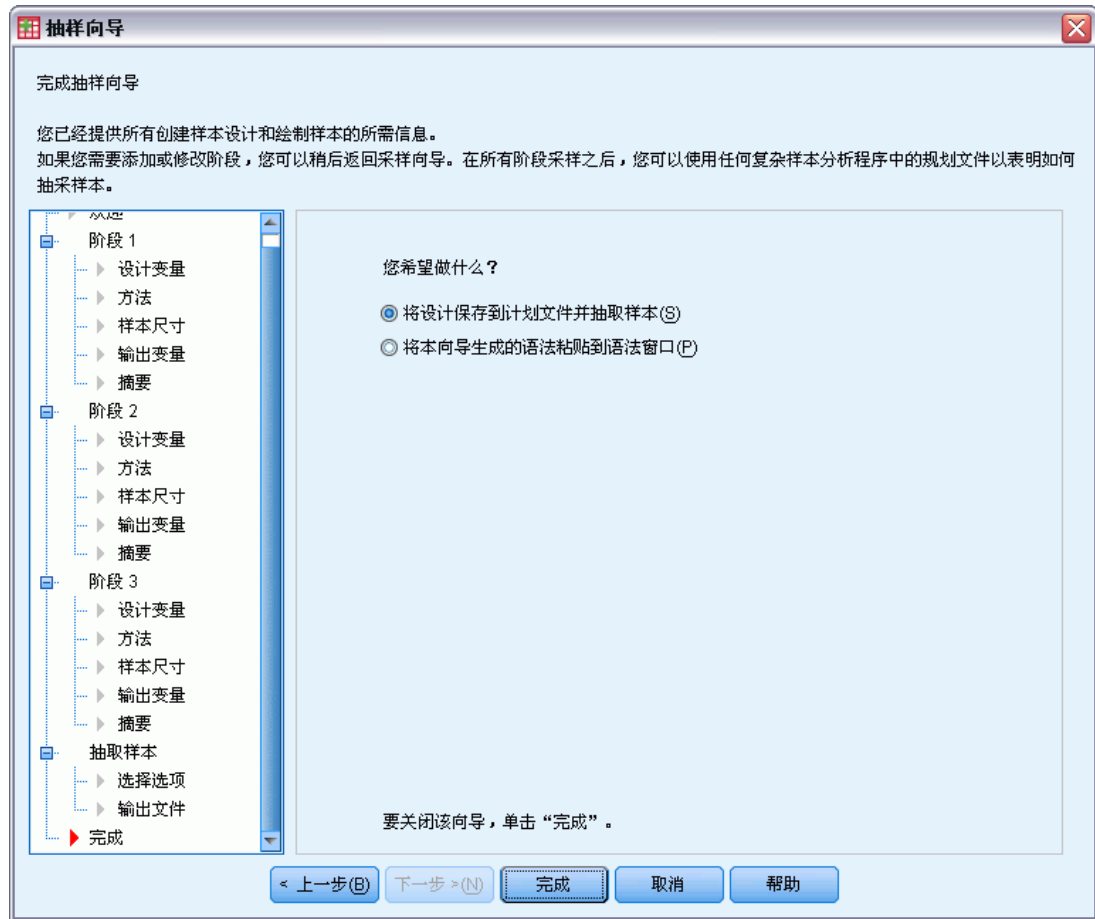 抽样向导
完成抽样向导
您已经提供所有创建样本设计和绘制样本的所需信息。
如果您需要添加或修改阶段，您可以稍后返回采样向导。在所有阶段采样之后，您可以使用任何复杂样本分析程序中的规划文件以表明如何
抽采样本。
欢迎
阶段 1
设计变量
方法
样本尺寸
输出变量
摘要
阶段 2
设计变量
方法
样本尺寸
输出变量
摘要
阶段 3
设计变量
方法
样本尺寸
输出变量
摘要
抽取样本
选择选项
输出文件
完成
您希望做什么？
将设计保存到计划文件并抽取样本(S)
将本向导生成的语法粘贴到语法窗口(P)
要关闭该向导，单击“完成”。
< 上一步(B) 下一步 >(N) 完成 取消 帮助